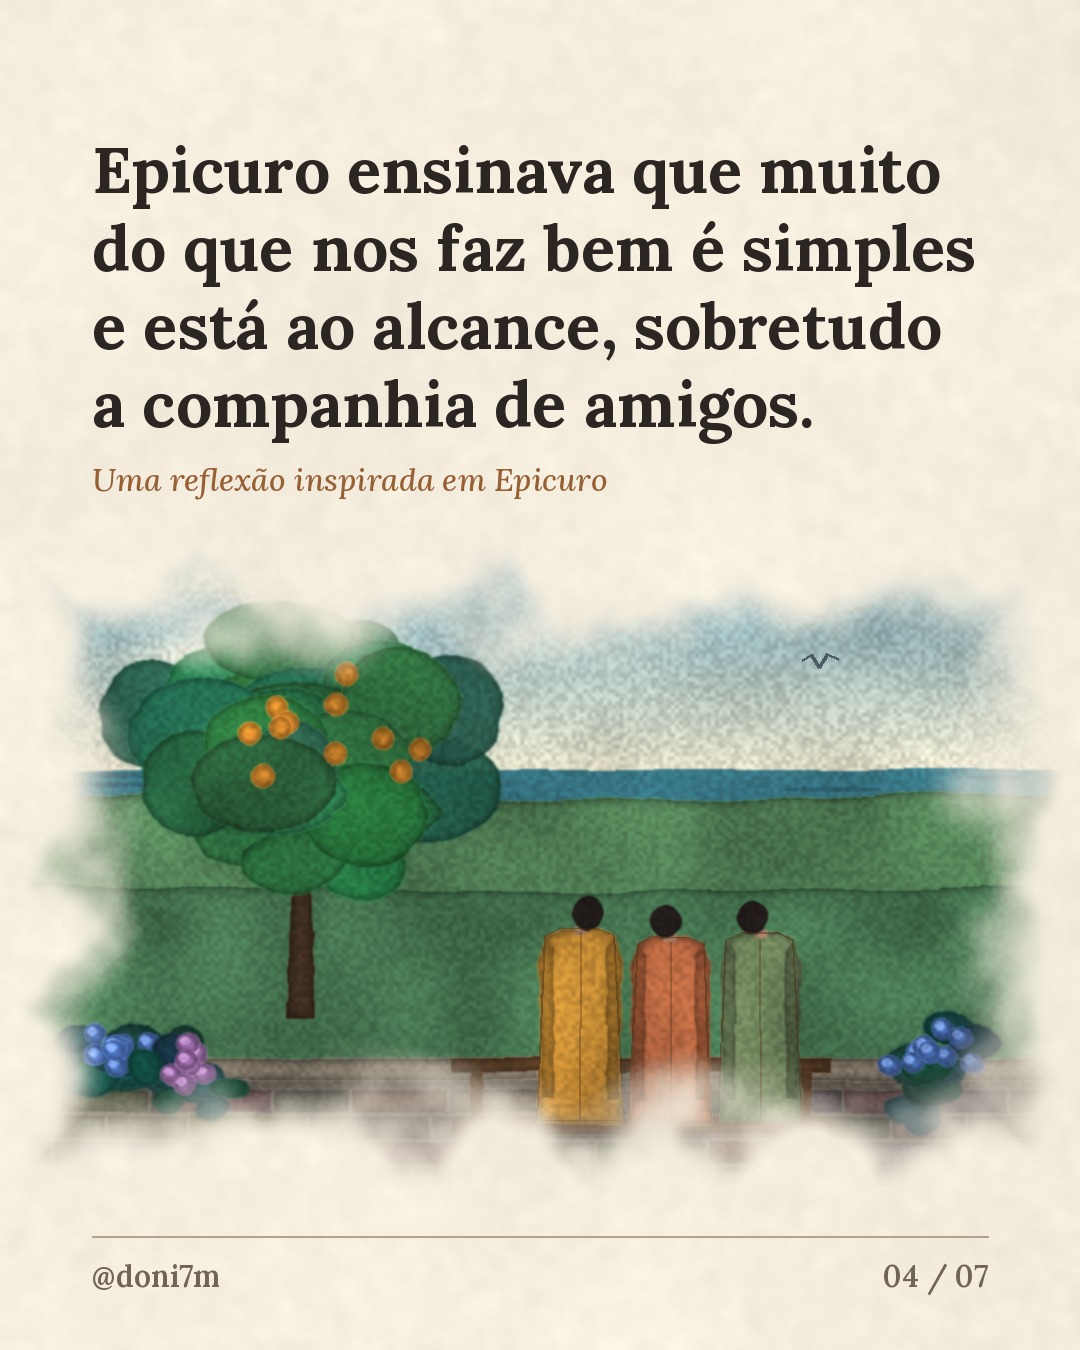 Epicuro ensinava que muito
do que nos faz bem é simples
e está ao alcance, sobretudo
a companhia de amigos.
Uma reflexão inspirada em Epicuro
@doni7m
04 / 07